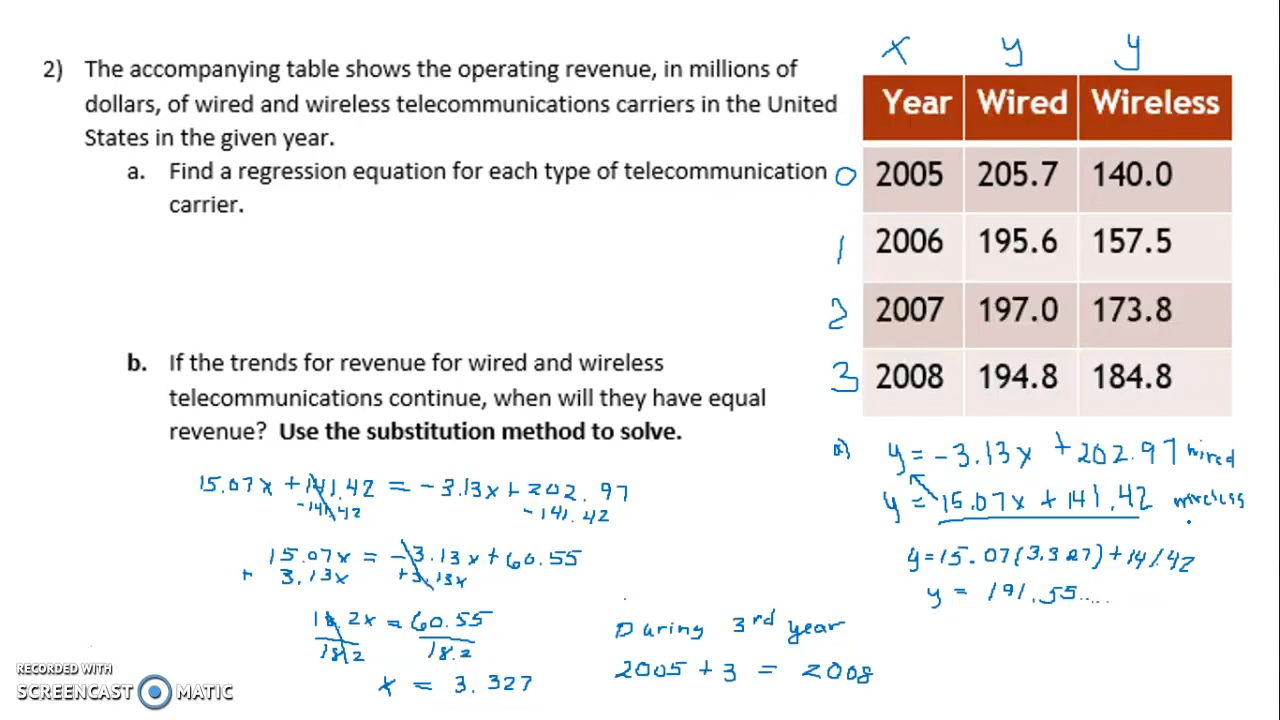 x y y
2) The accompanying table shows the operating revenue, in millions of
dollars, of wired and wireless telecommunications carriers in the United
States in the given year.
a. Find a regression equation for each type of telecommunication
carrier.
Year Wired Wireless
0 2005 205.7 140.0
1 2006 195.6 157.5
2 2007 197.0 173.8
3 2008 194.8 184.8
b. If the trends for revenue for wired and wireless
telecommunications continue, when will they have equal
revenue? Use the substitution method to solve.
15.07x + 141.42 = -3.13x + 202.97
-141.42 -141.42
15.07x = -3.13x + 60.55
+ 3.13x +3.13x
18.2x = 60.55
18.2 18.2
x = 3.327
During 3rd year
2005 + 3 = 2008
a) y = -3.13x + 202.97 wired
y = 15.07x + 141.42 wireless
y = 15.07(3.327) + 141.42
y = 191.55.....
RECORDED WITH
SCREENCAST MATIC